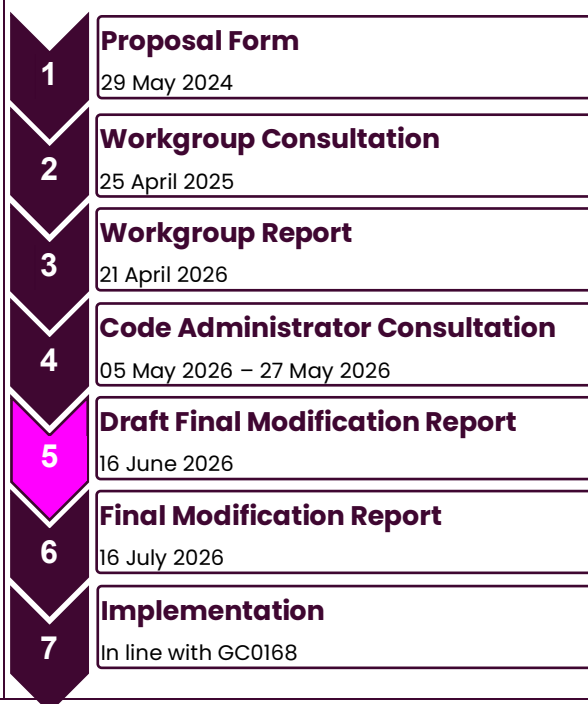 1
Proposal Form
29 May 2024
2
Workgroup Consultation
25 April 2025
3
Workgroup Report
21 April 2026
4
Code Administrator Consultation
05 May 2026 – 27 May 2026
5
Draft Final Modification Report
16 June 2026
6
Final Modification Report
16 July 2026
7
Implementation
In line with GC0168